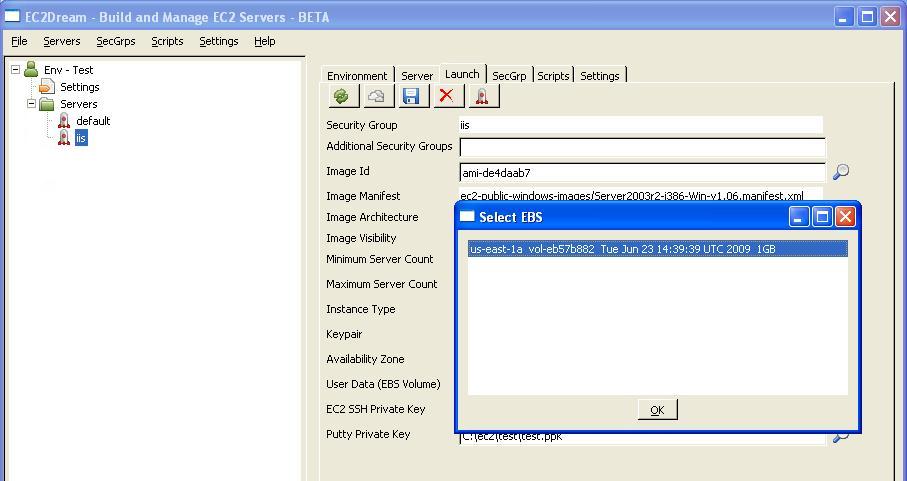 EC2Dream - Build and Manage EC2 Servers - BETA
File Servers SecGrps Scripts Settings Help
Env - Test
Settings
Servers
default
iis
Environment Server Launch SecGrp Scripts Settings
Security Group iis
Additional Security Groups
Image Id ami-de4daab7
Image Manifest ec2-public-windows-images/Server2003r2-i386-Win-v1.06.manifest.xml
Image Architecture
Image Visibility
Minimum Server Count
Maximum Server Count
Instance Type
Keypair
Availability Zone
User Data (EBS Volume)
EC2 SSH Private Key
Putty Private Key C:\ec2\test\test.ppk
Select EBS
us-east-1a vol-eb57b882 Tue Jun 23 14:39:39 UTC 2009 1GB
OK